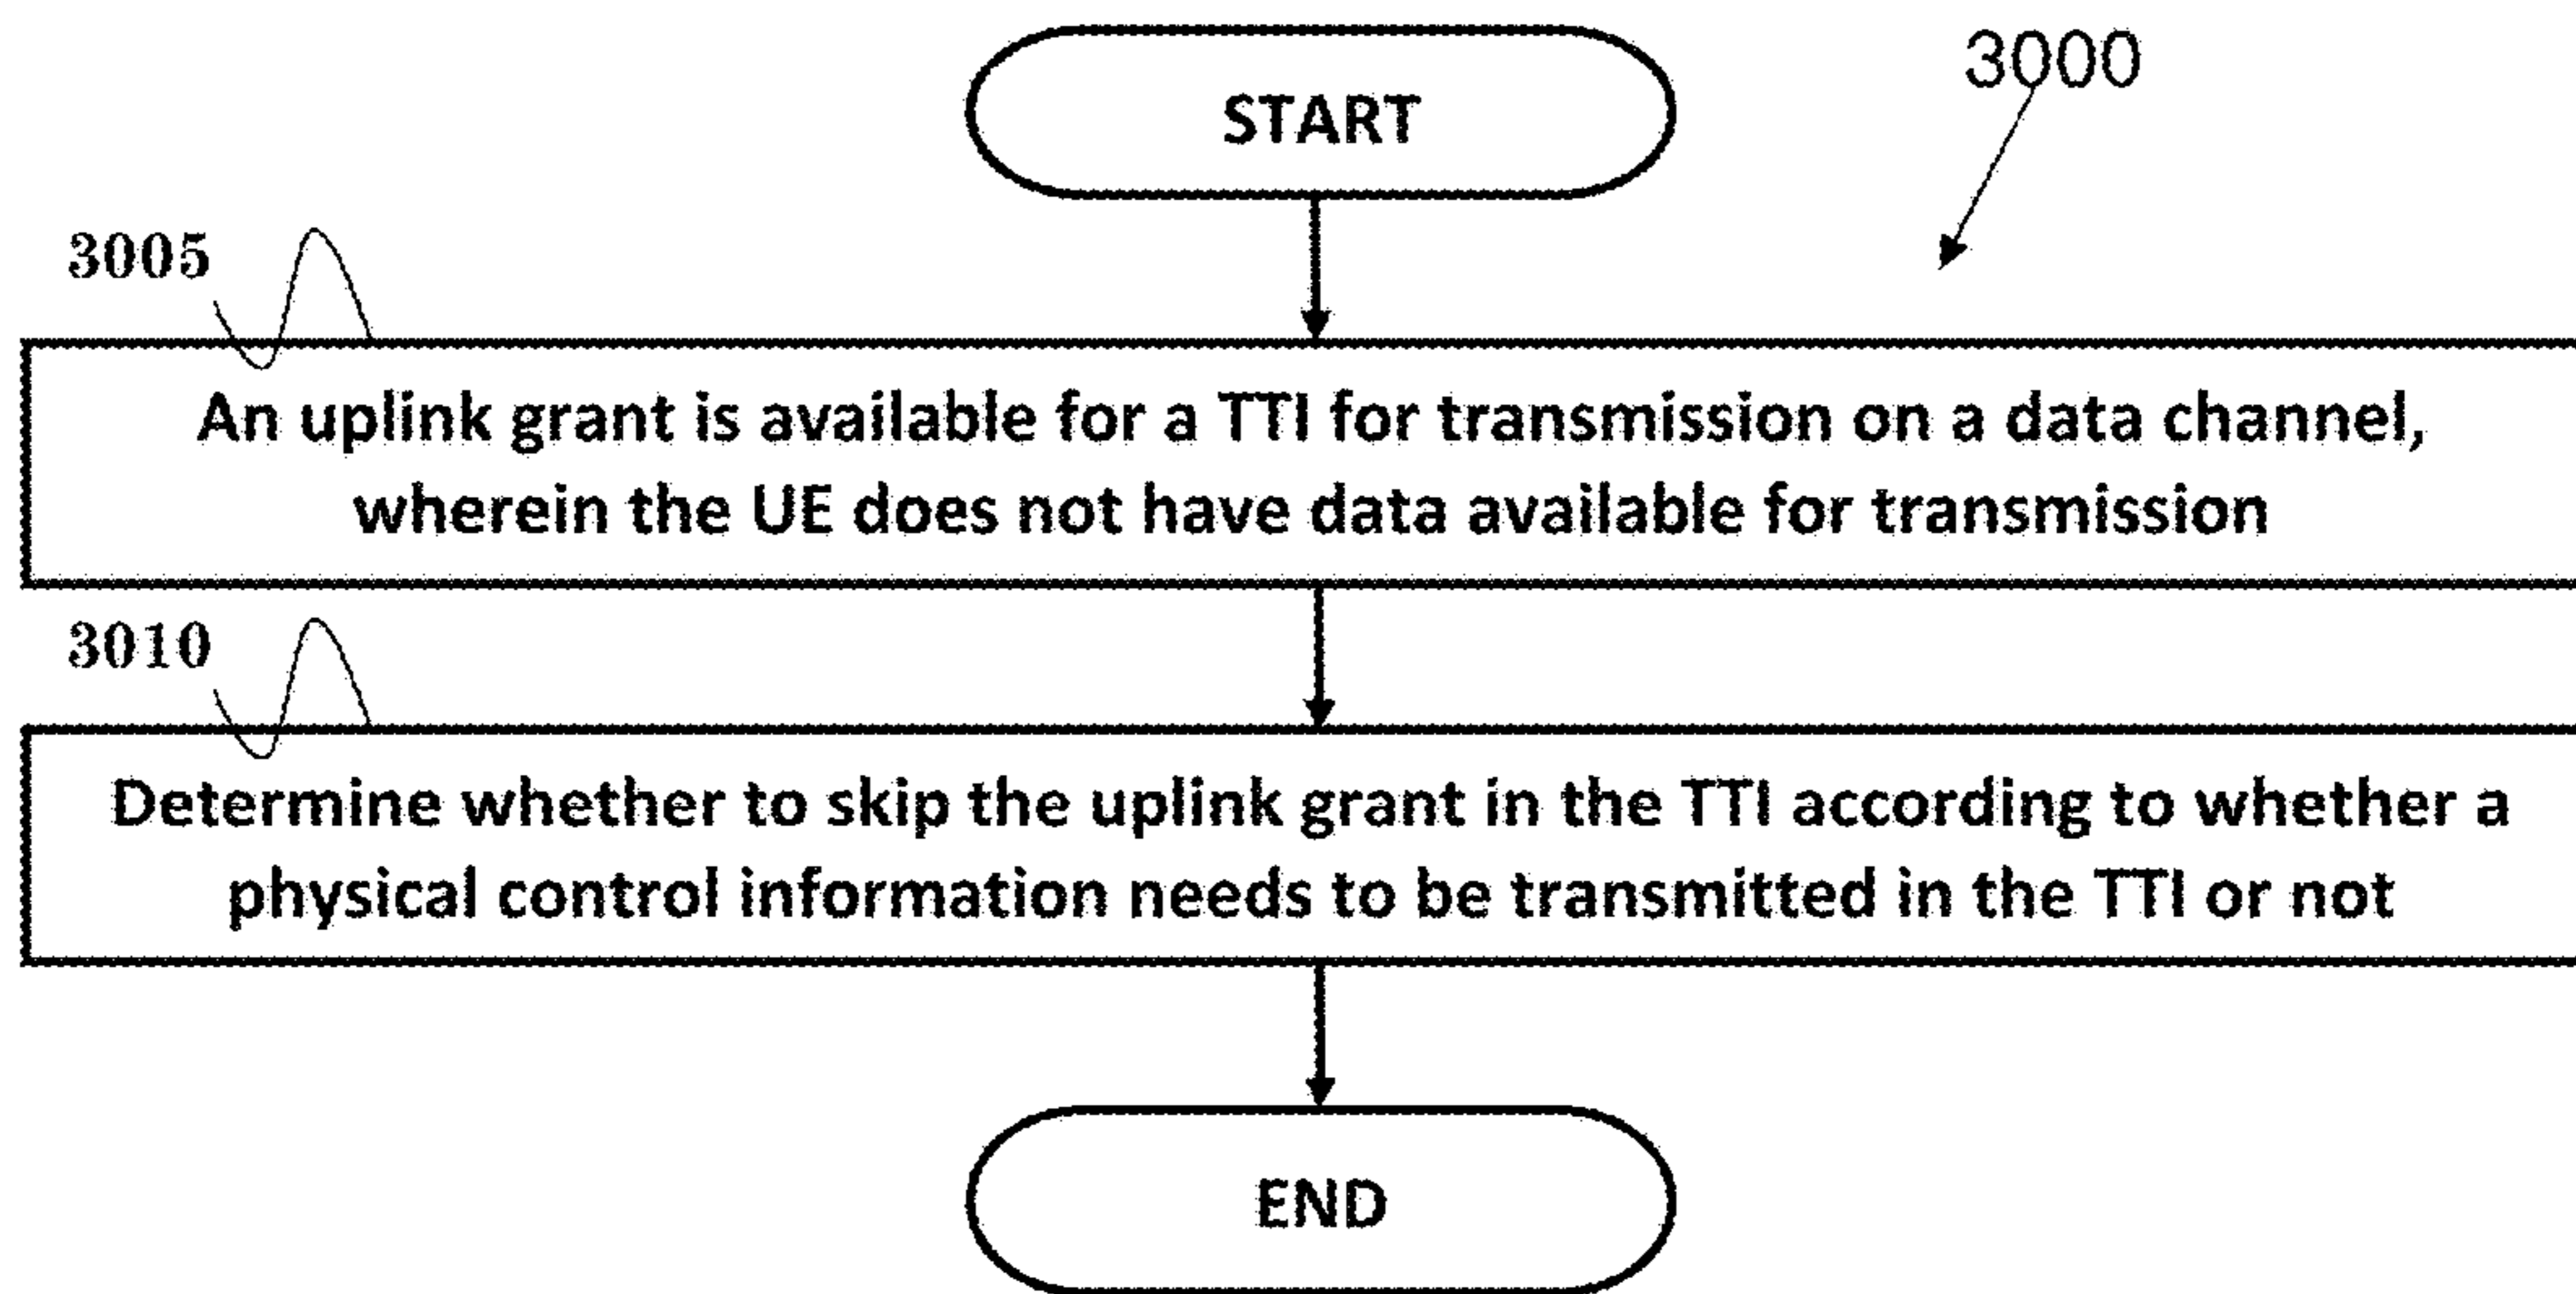 START
3000
3005
An uplink grant is available for a TTI for transmission on a data channel,
wherein the UE does not have data available for transmission
3010
Determine whether to skip the uplink grant in the TTI according to whether a
physical control information needs to be transmitted in the TTI or not
END